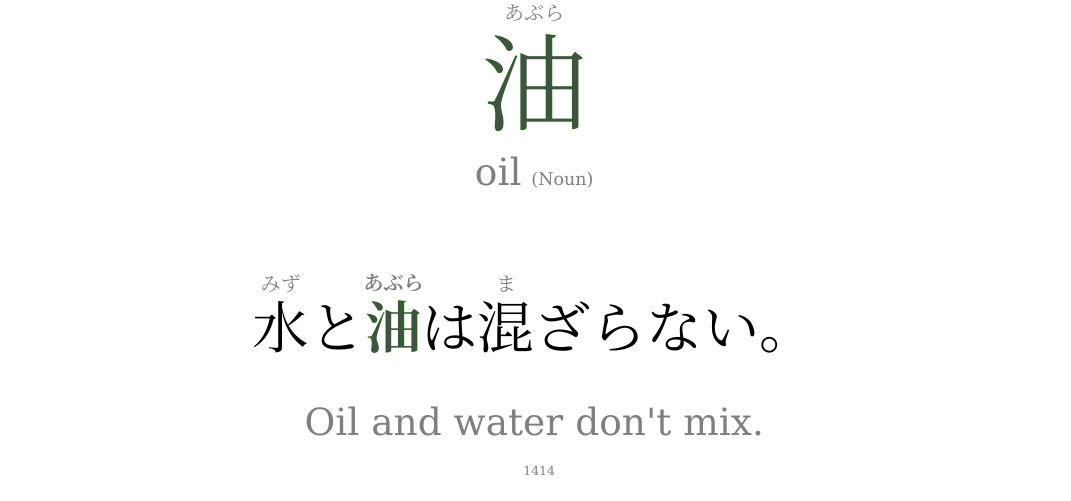 あぶら
油
oil (Noun)
みず あぶら ま
水と油は混ざらない。
Oil and water don't mix.
1414